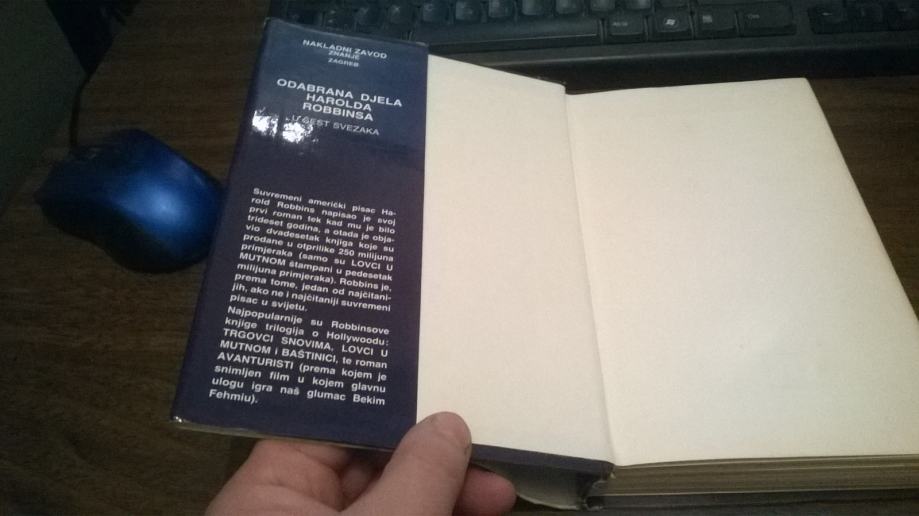 NAKLADNI ZAVOD
ZNANJE
ZAGREB
ODABRANA DJELA
HAROLDA
ROBBINSA
U ŠEST SVEZAKA
Suvremeni američki pisac Ha-
rold Robbins napisao je svoj
prvi roman tek kad mu je bilo
trideset godina, a otada je obja-
vio dvadesetak knjiga koje su
prodane u otprilike 250 milijuna
primjeraka (samo su LOVCI U
MUTNOM štampani u pedesetak
milijuna primjeraka). Robbins je,
prema tome, jedan od najčitani-
jih, ako ne i najčitaniji suvremeni
pisac u svijetu.
Najpopularnije su Robbinsove
knjige trilogija o Hollywoodu:
TRGOVCI SNOVIMA, LOVCI U
MUTNOM i BAŠTINICI, te roman
AVANTURISTI (prema kojem je
snimljen film u kojem glavnu
ulogu igra naš glumac Bekim
Fehmiu).